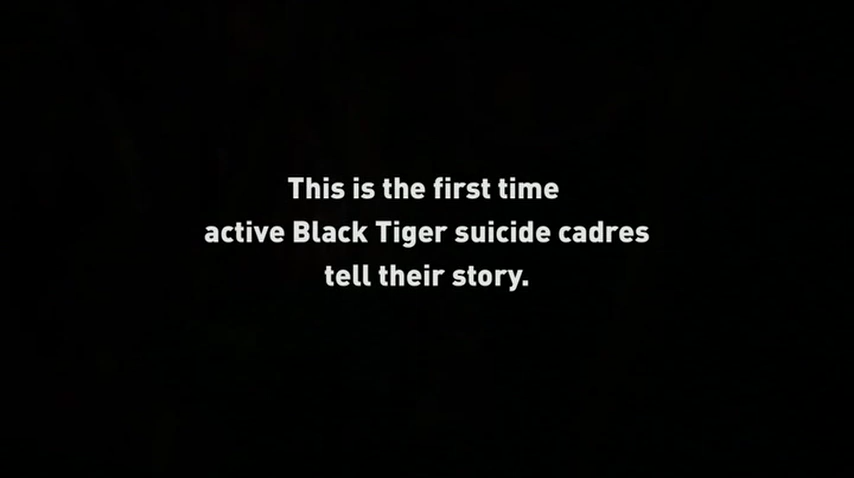 This is the first time
active Black Tiger suicide cadres
tell their story.